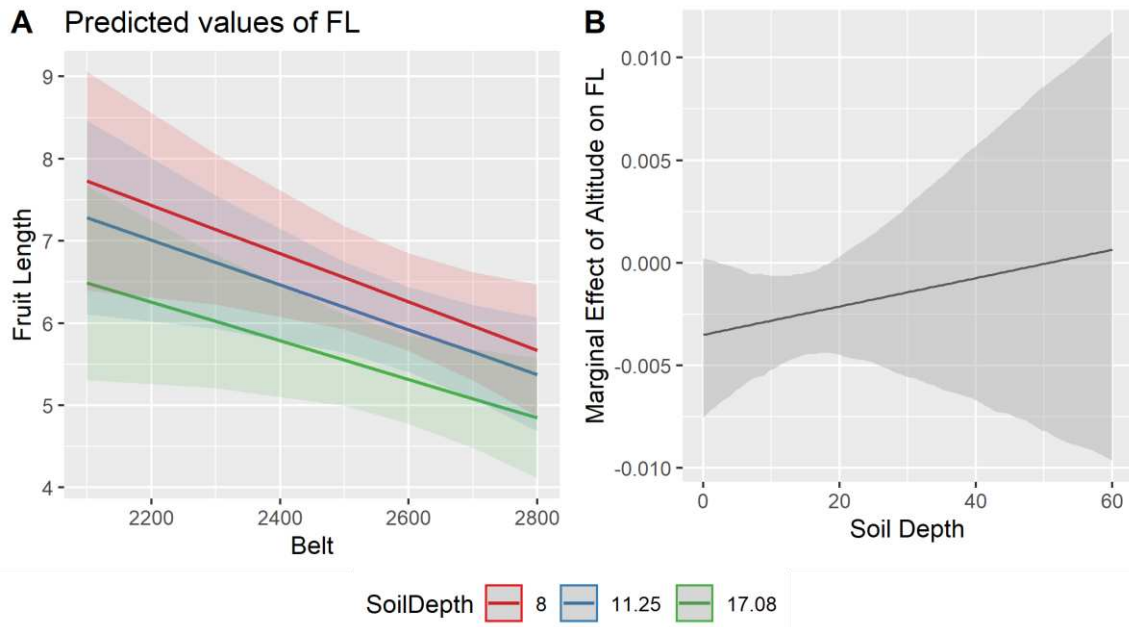 A Predicted values of FL
Fruit Length
9
8
7
6
5
4
2200 2400 2600 2800
Belt
B
Marginal Effect of Altitude on FL
0.010
0.005
0.000
-0.005
-0.010
0 20 40 60
Soil Depth
SoilDepth 8 11.25 17.08